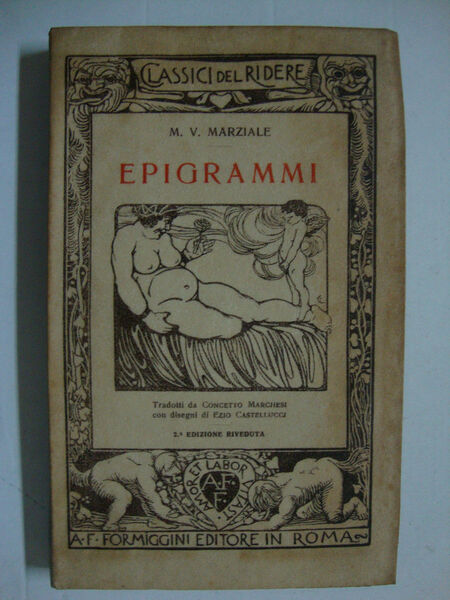 CLASSICI DEL RIDERE
M. V. MARZIALE
EPIGRAMMI
Tradotti da CONCETTO MARCHESI
con disegni di EZIO CASTELLUCCI
2.ª EDIZIONE RIVEDUTA
AMOR ET LABOR VITAST
A.F.
F
A. F. FORMIGGINI EDITORE IN ROMA